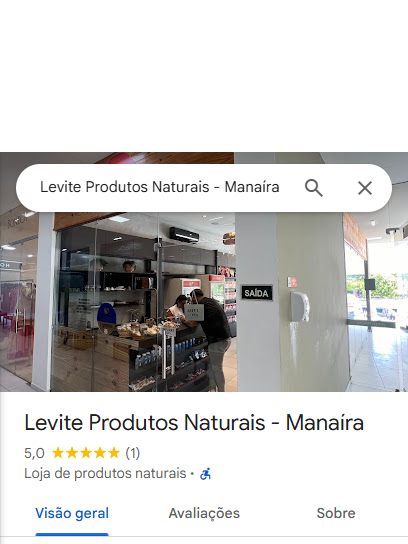 Levite Produtos Naturais - Manaíra
SAÍDA
Levite Produtos Naturais - Manaíra
5,0 (1)
Loja de produtos naturais ·
Visão geral
Avaliações
Sobre